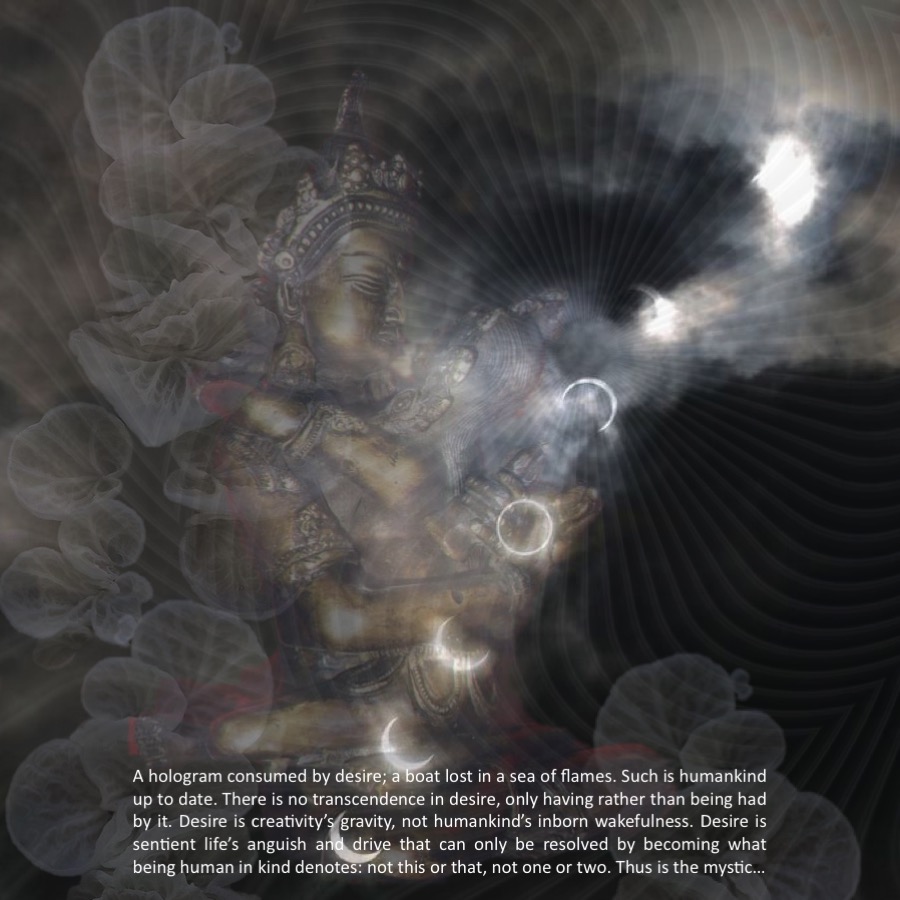 A hologram consumed by desire; a boat lost in a sea of flames. Such is humankind
up to date. There is no transcendence in desire, only having rather than being had
by it. Desire is creativity’s gravity, not humankind’s inborn wakefulness. Desire is
sentient life’s anguish and drive that can only be resolved by becoming what
being human in kind denotes: not this or that, not one or two. Thus is the mystic...